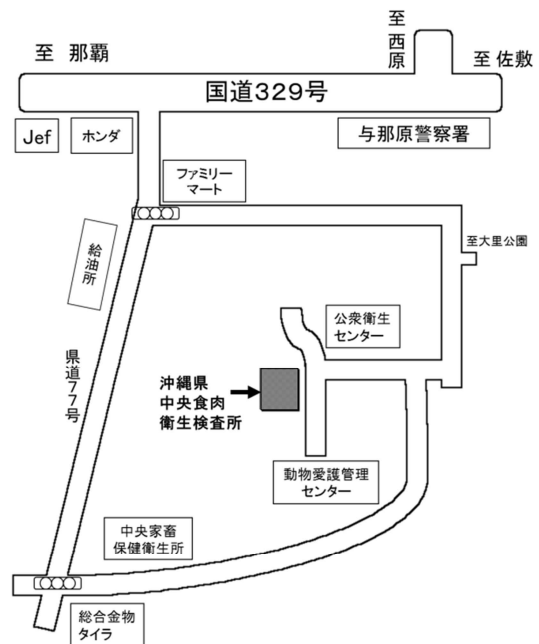 至 那覇
至西原
至 佐敷
国道329号
Jef
ホンダ
与那原警察署
ファミリー
マート
給油所
至大里公園
公衆衛生
センター
県道77号
沖縄県
中央食肉
衛生検査所
動物愛護管理
センター
中央家畜
保健衛生所
総合金物
タイラ